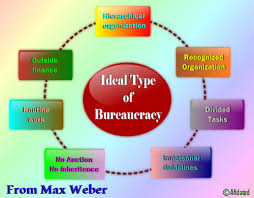 Hierarchical
organization
Recognized
Organization
Divided
Tasks
Impersonal
Guidelines
No Auction
No Inheritence
Routine
work
Outside
finance
Ideal Type
of
Bureaucracy
From Max Weber